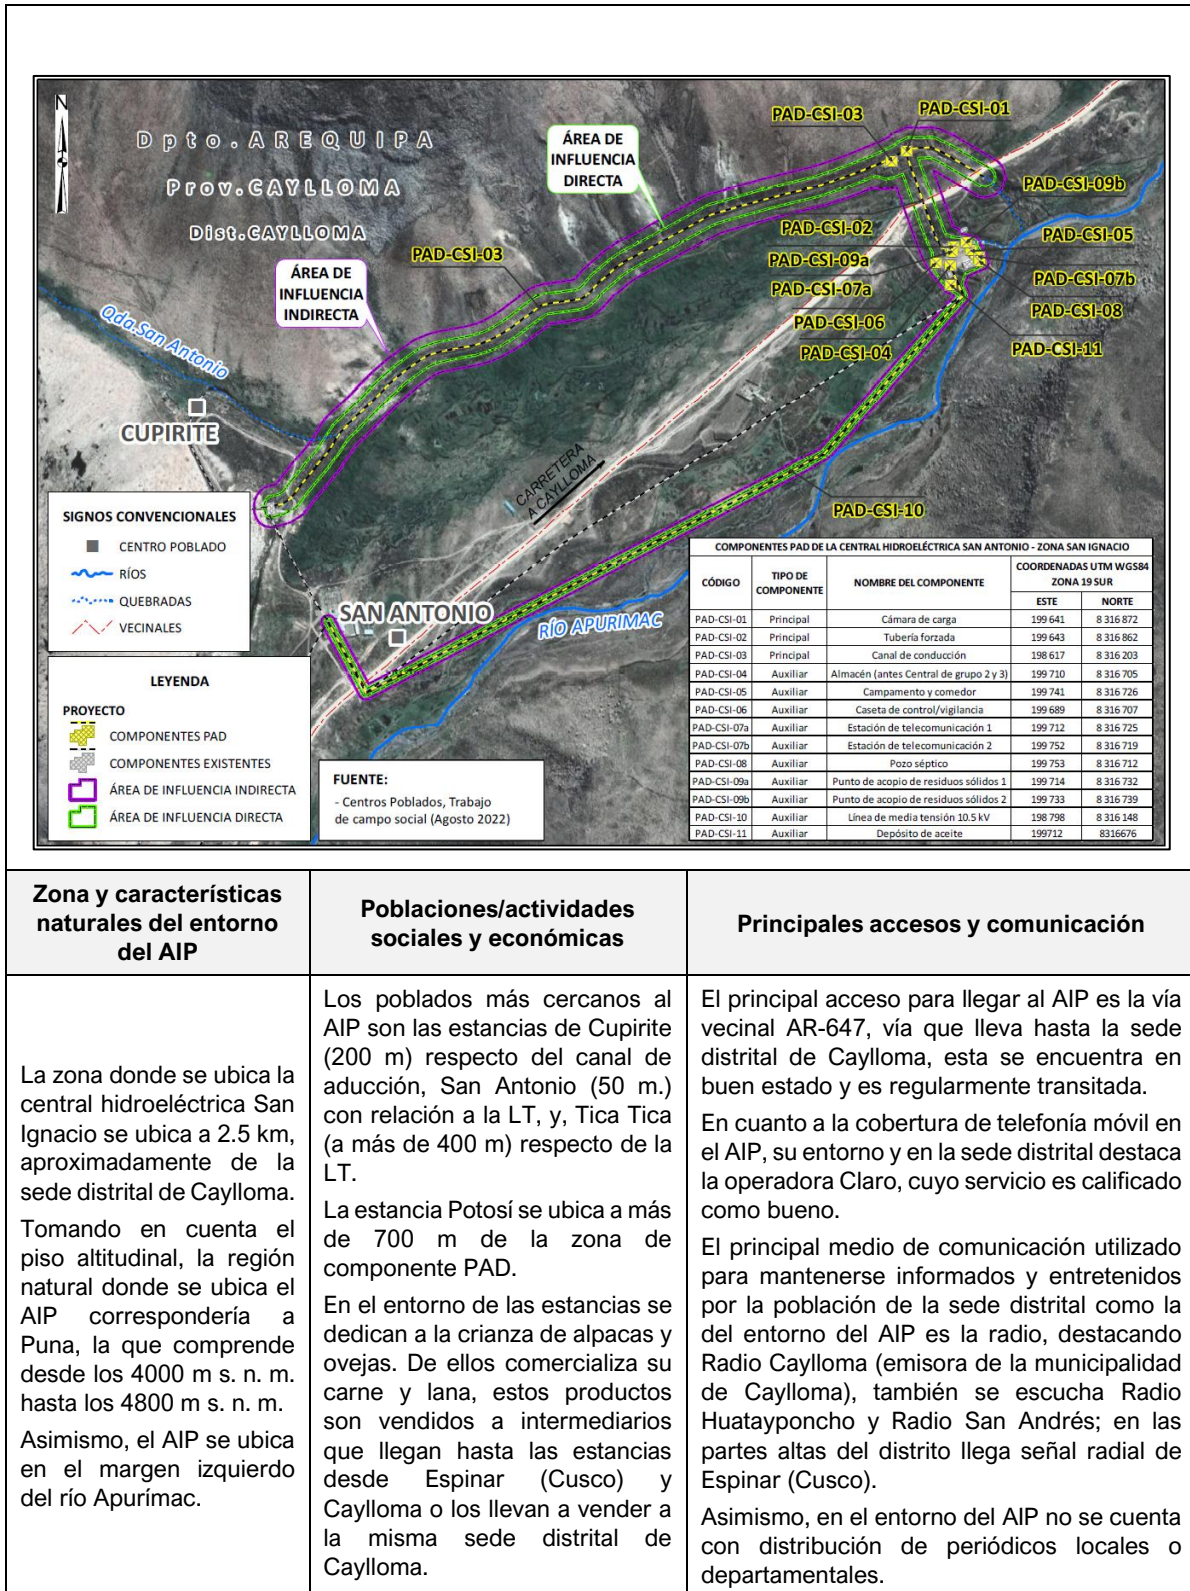 N
Dpto. AREQUIPA
Prov. CAYLLOMA
Dist. CAYLLOMA
ÁREA DE
INFLUENCIA
DIRECTA
ÁREA DE
INFLUENCIA
INDIRECTA
PAD-CSI-03
PAD-CSI-03
PAD-CSI-01
PAD-CSI-09b
PAD-CSI-02
PAD-CSI-05
PAD-CSI-09a
PAD-CSI-07b
PAD-CSI-07a
PAD-CSI-08
PAD-CSI-06
PAD-CSI-04
PAD-CSI-11
PAD-CSI-10
Qda.San Antonio
CUPIRITE
CARRETERA
A CAYLLOMA
SAN ANTONIO
RÍO APURIMAC
SIGNOS CONVENCIONALES
CENTRO POBLADO
RÍOS
QUEBRADAS
VECINALES
LEYENDA
PROYECTO
COMPONENTES PAD
COMPONENTES EXISTENTES
ÁREA DE INFLUENCIA INDIRECTA
ÁREA DE INFLUENCIA DIRECTA
FUENTE:
- Centros Poblados, Trabajo
de campo social (Agosto 2022)
COMPONENTES PAD DE LA CENTRAL HIDROELÉCTRICA SAN ANTONIO - ZONA SAN IGNACIO
CÓDIGO TIPO DE COMPONENTE NOMBRE DEL COMPONENTE COORDENADAS UTM WGS84 ZONA 19 SUR
ESTE NORTE
PAD-CSI-01 Principal Cámara de carga 199 641 8 316 872
PAD-CSI-02 Principal Tubería forzada 199 643 8 316 862
PAD-CSI-03 Principal Canal de conducción 198 617 8 316 203
PAD-CSI-04 Auxiliar Almacén (antes Central de grupo 2 y 3) 199 710 8 316 705
PAD-CSI-05 Auxiliar Campamento y comedor 199 741 8 316 726
PAD-CSI-06 Auxiliar Caseta de control/vigilancia 199 689 8 316 707
PAD-CSI-07a Auxiliar Estación de telecomunicación 1 199 712 8 316 725
PAD-CSI-07b Auxiliar Estación de telecomunicación 2 199 752 8 316 719
PAD-CSI-08 Auxiliar Pozo séptico 199 753 8 316 712
PAD-CSI-09a Auxiliar Punto de acopio de residuos sólidos 1 199 714 8 316 732
PAD-CSI-09b Auxiliar Punto de acopio de residuos sólidos 2 199 733 8 316 739
PAD-CSI-10 Auxiliar Línea de media tensión 10.5 kV 198 798 8 316 148
PAD-CSI-11 Auxiliar Depósito de aceite 199712 8316676
Zona y características
naturales del entorno
del AIP
Poblaciones/actividades
sociales y económicas
Principales accesos y comunicación
La zona donde se ubica la
central hidroeléctrica San
Ignacio se ubica a 2.5 km,
aproximadamente de la
sede distrital de Caylloma.
Tomando en cuenta el
piso altitudinal, la región
natural donde se ubica el
AIP correspondería a
Puna, la que comprende
desde los 4000 m s. n. m.
hasta los 4800 m s. n. m.
Asimismo, el AIP se ubica
en el margen izquierdo
del río Apurímac.
Los poblados más cercanos al
AIP son las estancias de Cupirite
(200 m) respecto del canal de
aducción, San Antonio (50 m.)
con relación a la LT, y, Tica Tica
(a más de 400 m) respecto de la
LT.
La estancia Potosí se ubica a más
de 700 m de la zona de
componente PAD.
En el entorno de las estancias se
dedican a la crianza de alpacas y
ovejas. De ellos comercializa su
carne y lana, estos productos
son vendidos a intermediarios
que llegan hasta las estancias
desde Espinar (Cusco) y
Caylloma o los llevan a vender a
la misma sede distrital de
Caylloma.
El principal acceso para llegar al AIP es la vía
vecinal AR-647, vía que lleva hasta la sede
distrital de Caylloma, esta se encuentra en
buen estado y es regularmente transitada.
En cuanto a la cobertura de telefonía móvil en
el AIP, su entorno y en la sede distrital destaca
la operadora Claro, cuyo servicio es calificado
como bueno.
El principal medio de comunicación utilizado
para mantenerse informados y entretenidos
por la población de la sede distrital como la
del entorno del AIP es la radio, destacando
Radio Caylloma (emisora de la municipalidad
de Caylloma), también se escucha Radio
Huatayponcho y Radio San Andrés; en las
partes altas del distrito llega señal radial de
Espinar (Cusco).
Asimismo, en el entorno del AIP no se cuenta
con distribución de periódicos locales o
departamentales.